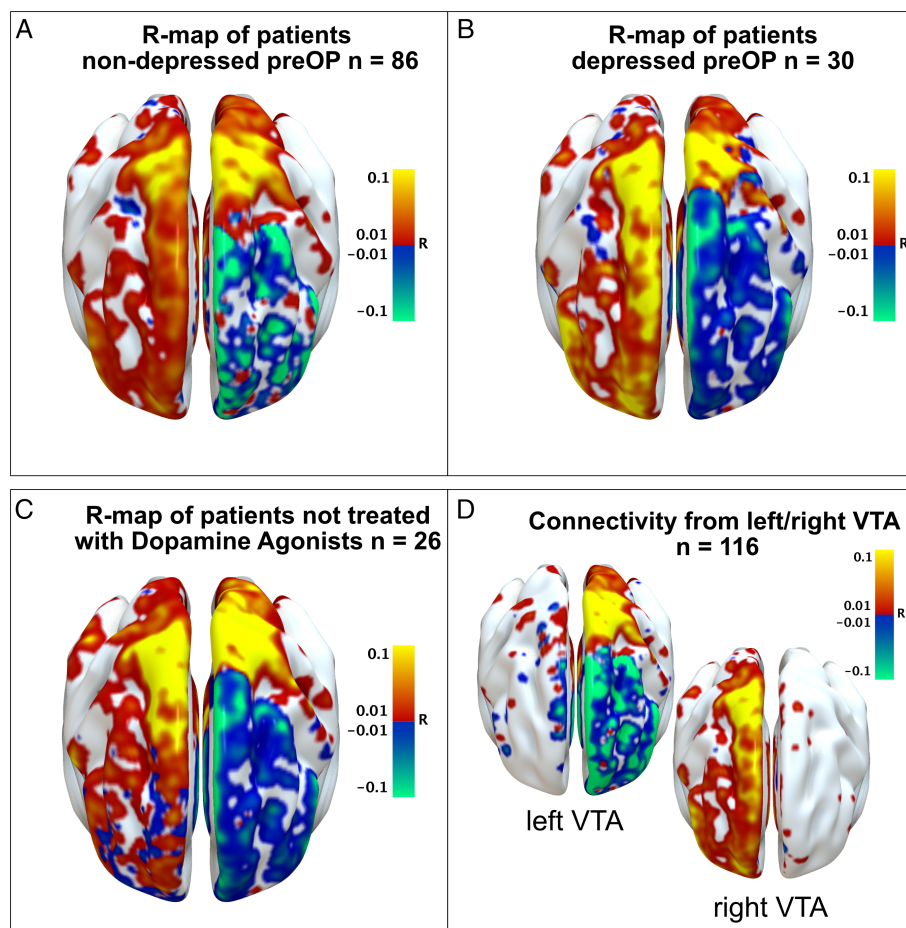 A
R-map of patients
non-depressed preOP n = 86
0.1
0.01
R
−0.01
−0.1
B
R-map of patients
depressed preOP n = 30
0.1
0.01
R
−0.01
−0.1
C
R-map of patients not treated
with Dopamine Agonists n = 26
0.1
0.01
R
−0.01
−0.1
D
Connectivity from left/right VTA
n = 116
0.1
0.01
R
−0.01
−0.1
left VTA
right VTA